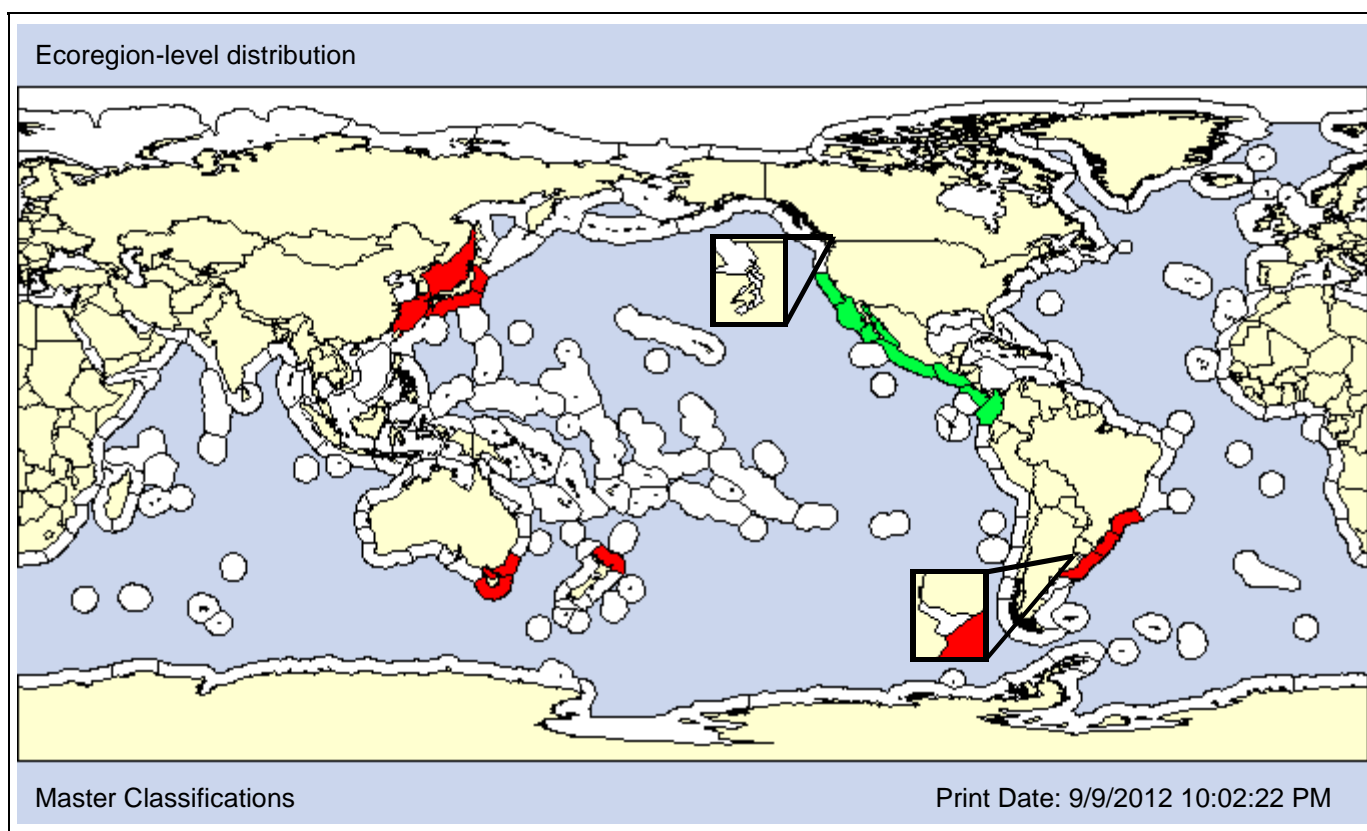 Ecoregion-level distribution
Master Classifications
Print Date: 9/9/2012 10:02:22 PM